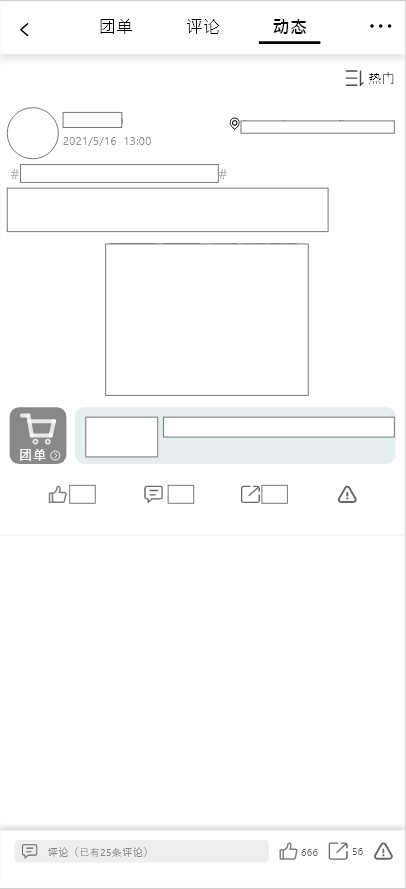 团单 评论 动态
热门
2021/5/16 13:00
# #
团单
评论（已有25条评论） 666 56